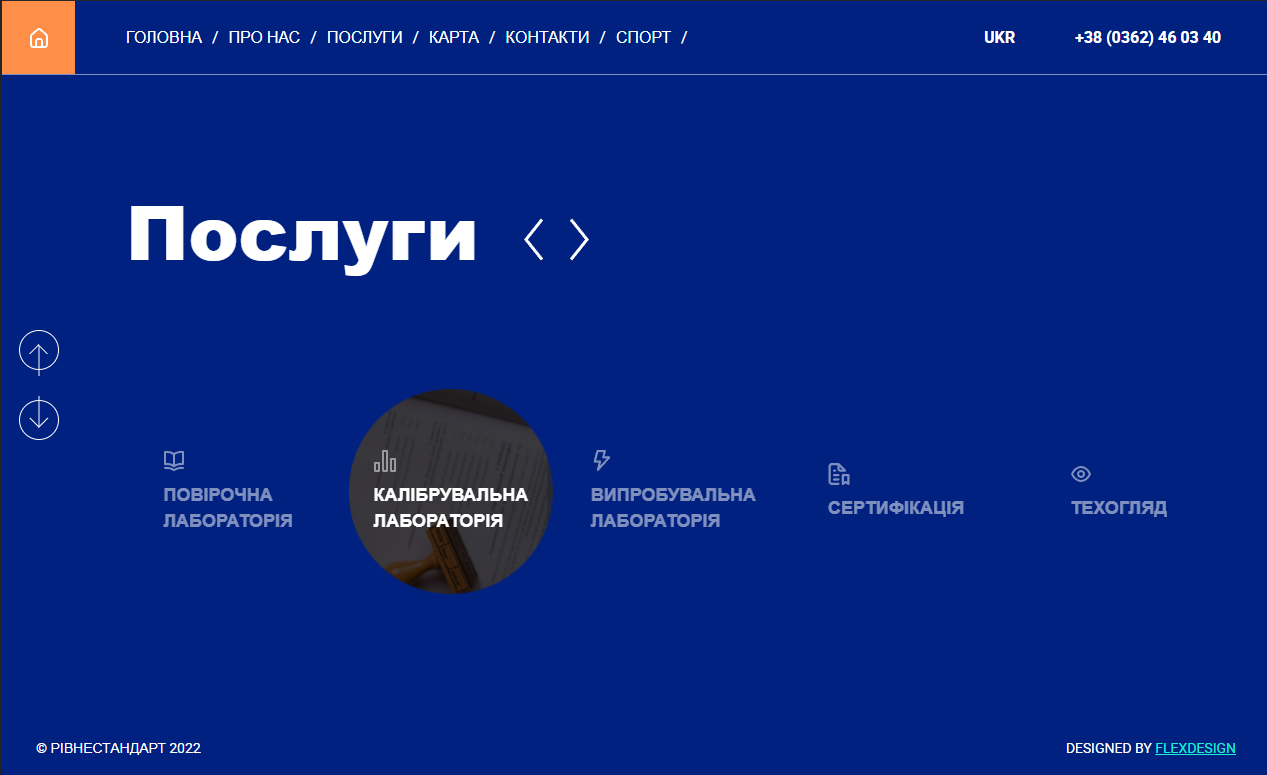 ГОЛОВНА / ПРО НАС / ПОСЛУГИ / КАРТА / КОНТАКТИ / СПОРТ / UKR +38 (0362) 46 03 40
Послуги
ПОВІРОЧНА
ЛАБОРАТОРІЯ
КАЛІБРУВАЛЬНА
ЛАБОРАТОРІЯ
ВИПРОБУВАЛЬНА
ЛАБОРАТОРІЯ
СЕРТИФІКАЦІЯ
ТЕХОГЛЯД
© РІВНЕСТАНДАРТ 2022
DESIGNED BY FLEXDESIGN